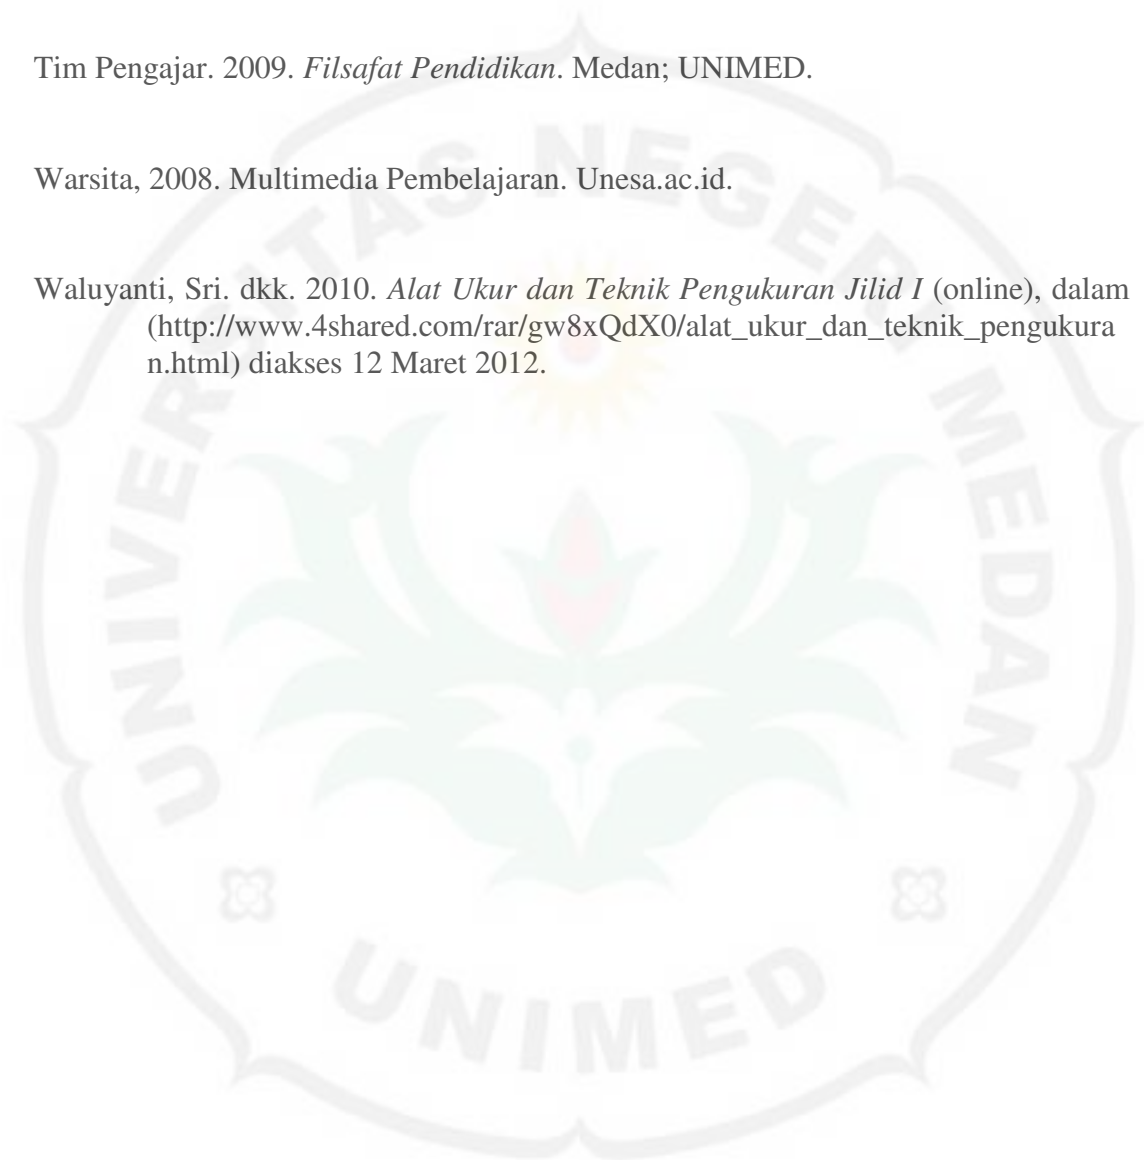 Tim Pengajar. 2009. Filsafat Pendidikan. Medan; UNIMED.
Warsita, 2008. Multimedia Pembelajaran. Unesa.ac.id.
Waluyanti, Sri. dkk. 2010. Alat Ukur dan Teknik Pengukuran Jilid I (online), dalam
(http://www.4shared.com/rar/gw8xQdX0/alat_ukur_dan_teknik_pengukura
n.html) diakses 12 Maret 2012.
UNIVERSITAS NEGERI MEDAN
UNIMED